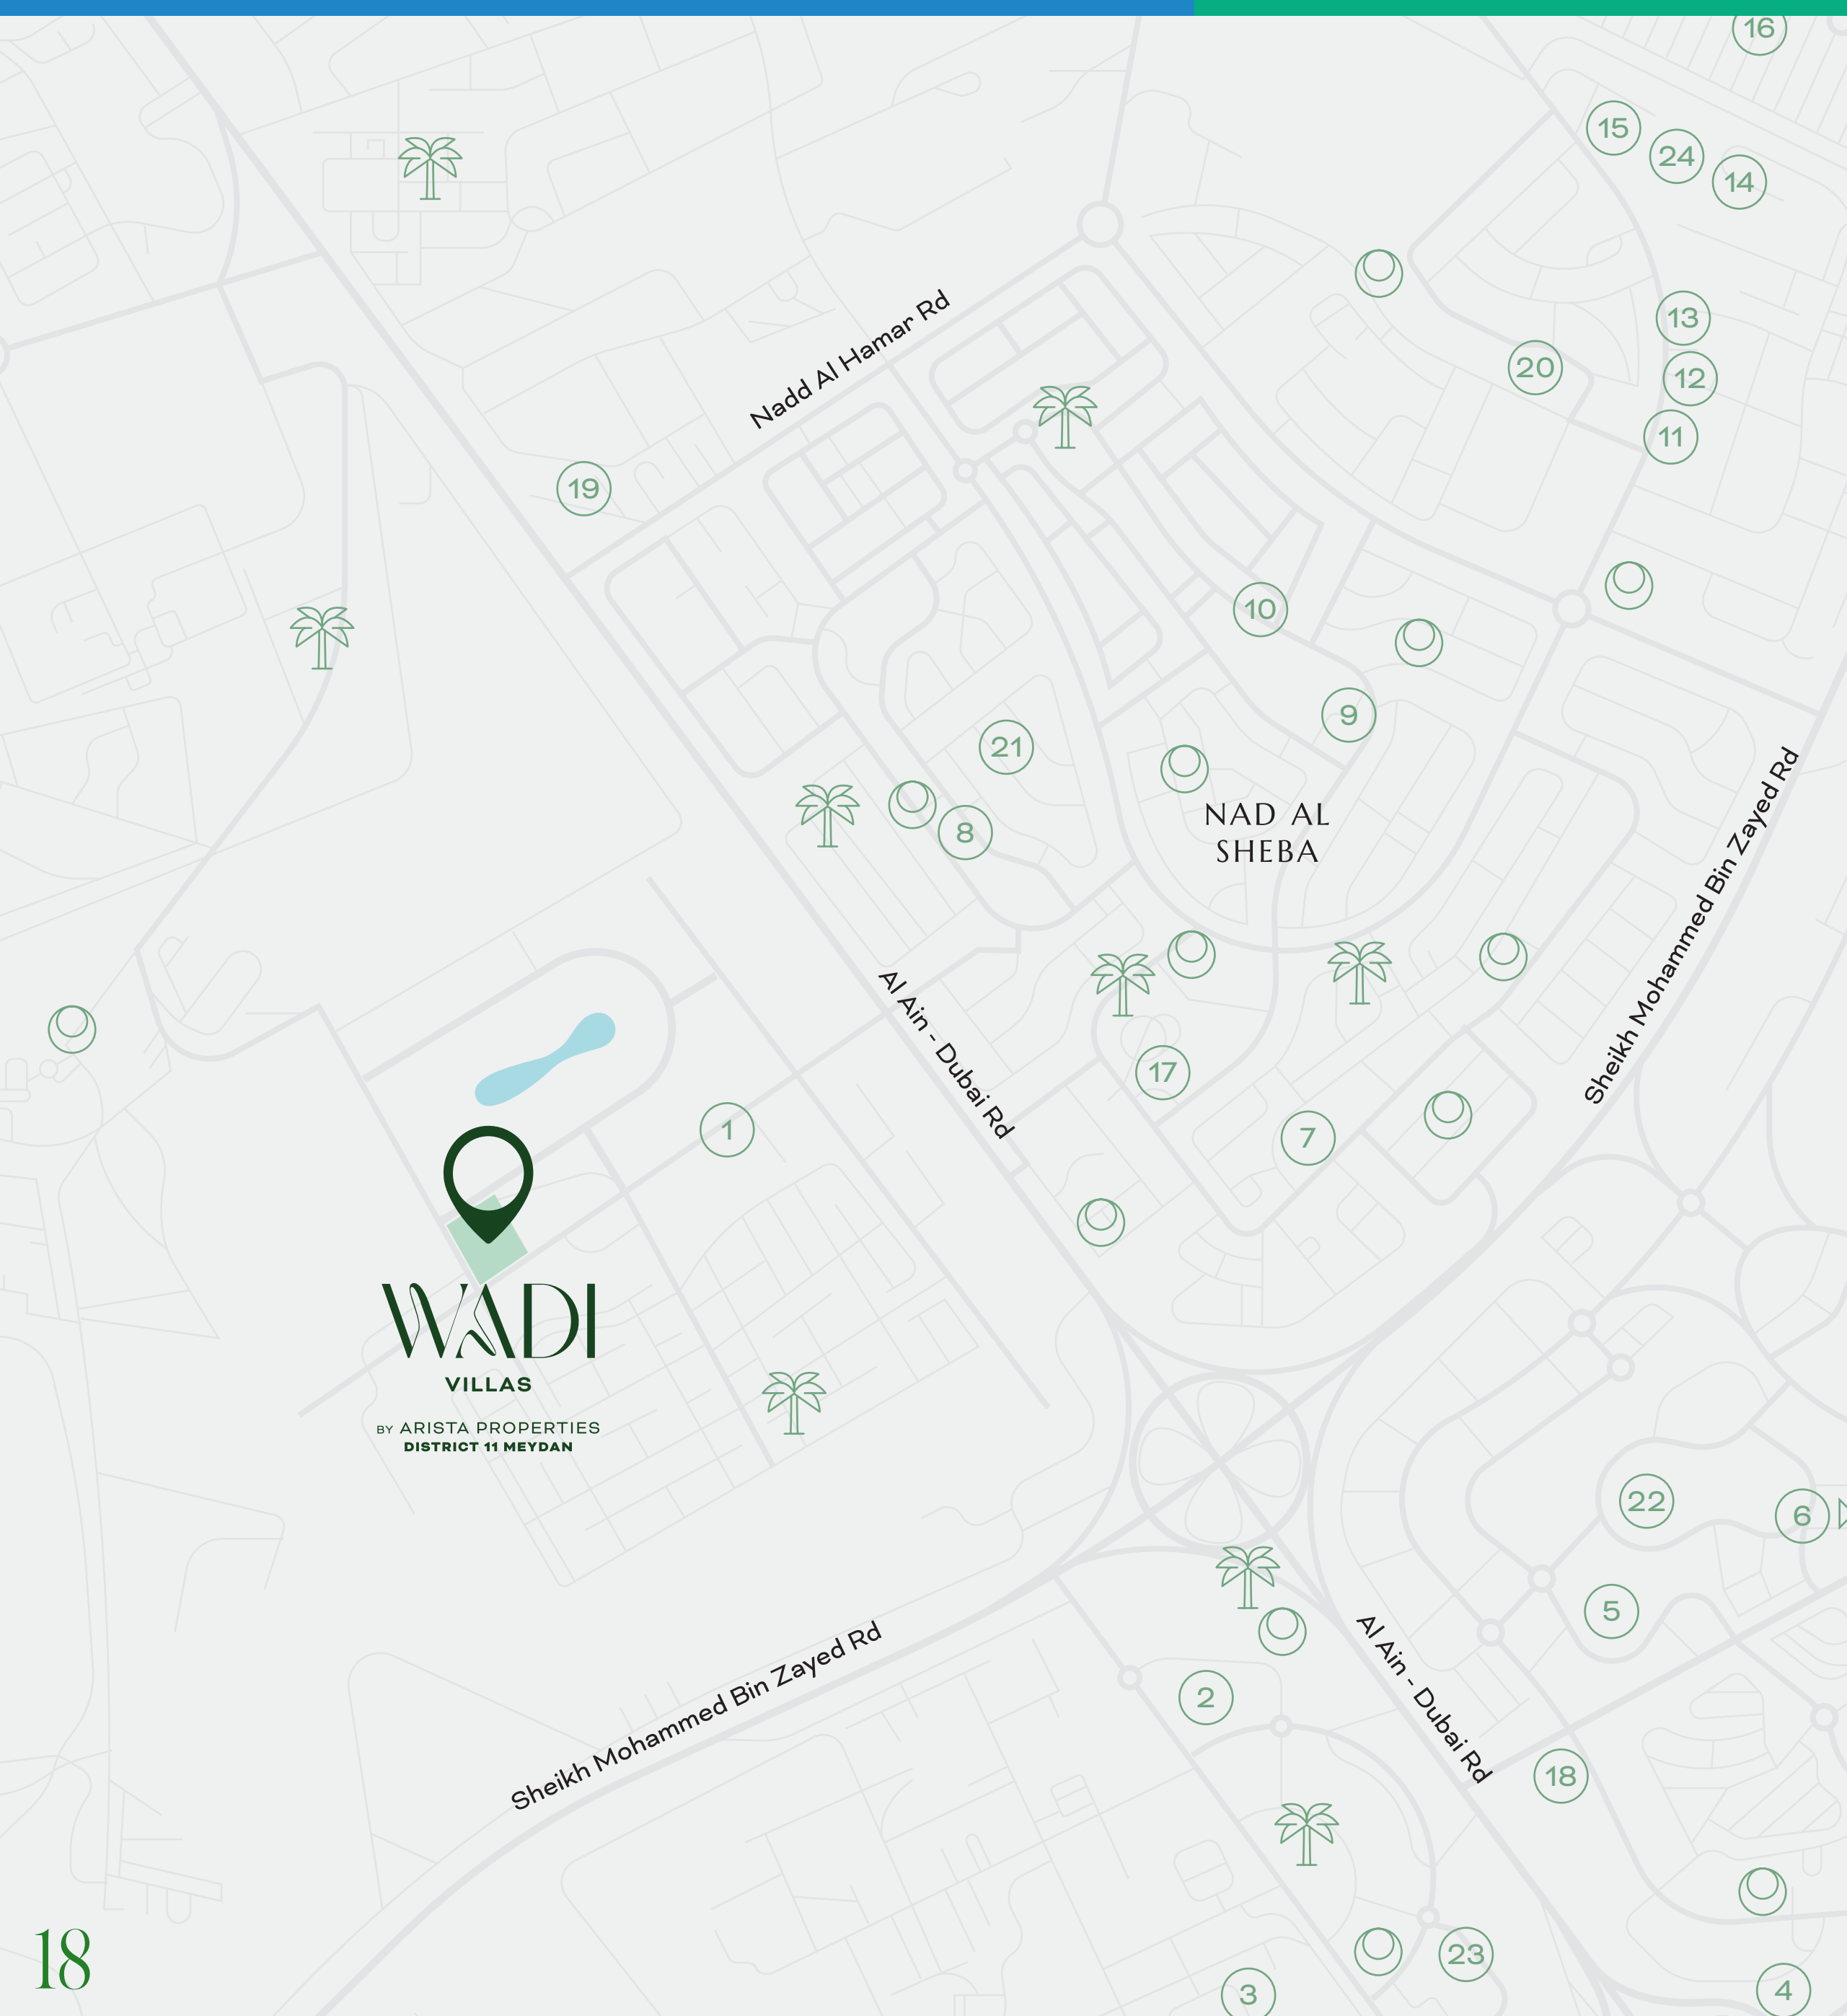 16
15
24
14
13
20
12
11
Nadd Al Hamar Rd
19
10
9
21
8
NAD AL
SHEBA
Sheikh Mohammed Bin Zayed Rd
Al Ain - Dubai Rd
17
7
1
WADI
VILLAS
BY ARISTA PROPERTIES
DISTRICT 11 MEYDAN
22
6
5
Sheikh Mohammed Bin Zayed Rd
Al Ain - Dubai Rd
2
18
23
3
4
18